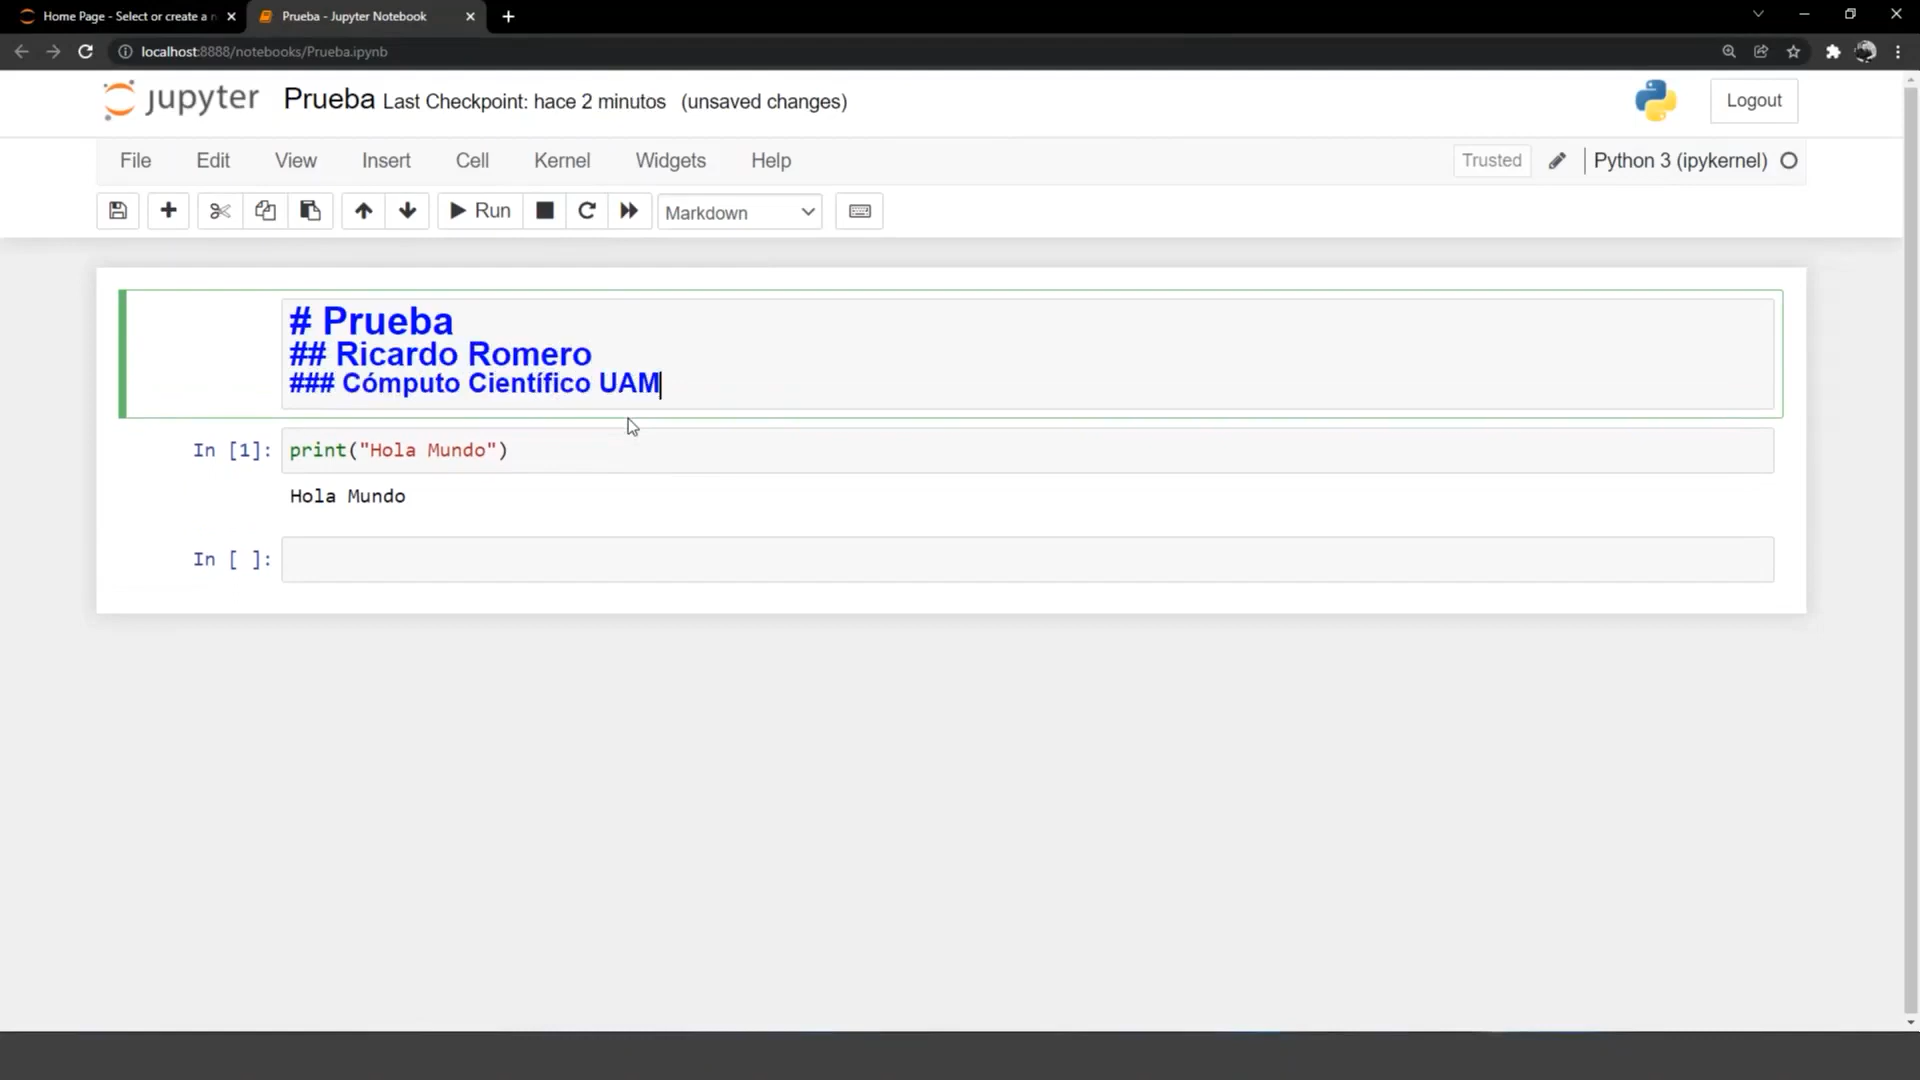 Home Page - Select or create a n
Prueba - Jupyter Notebook
localhost:8888/notebooks/Prueba.ipynb
jupyter Prueba Last Checkpoint: hace 2 minutos (unsaved changes)
Logout
File Edit View Insert Cell Kernel Widgets Help
Trusted Python 3 (ipykernel)
Run Markdown
# Prueba
## Ricardo Romero
### Cómputo Científico UAM
In [1]: print("Hola Mundo")
Hola Mundo
In [ ]: